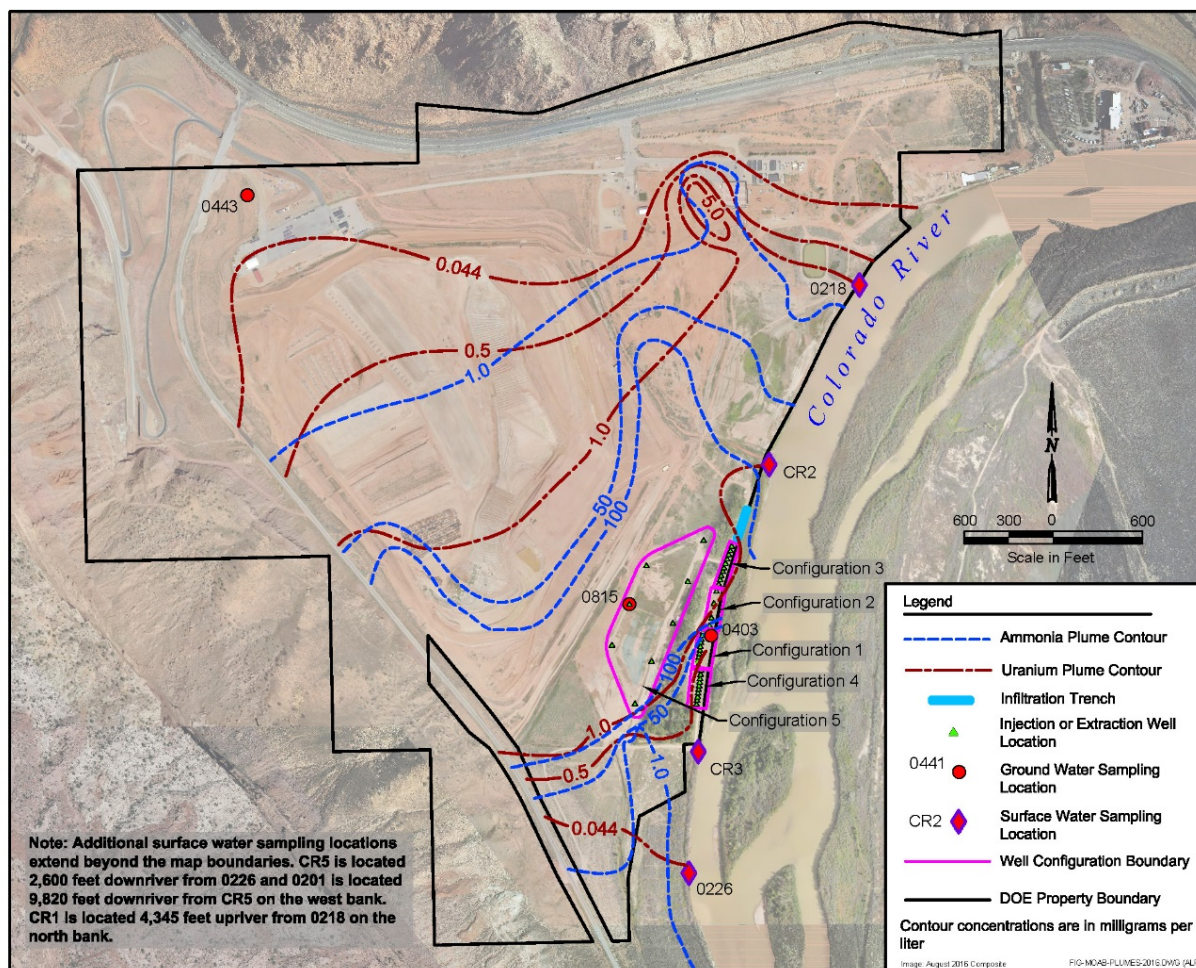 0443
0.044
5.0
0218
Colorado River
0.5
1.0
1.0
N
50
100
CR2
600 300 0 600
Scale in Feet
Configuration 3
0815
Configuration 2
0403
Configuration 1
100
Configuration 4
50
Configuration 5
1.0
0.5
1.0
CR3
0.044
0226
Note: Additional surface water sampling locations
extend beyond the map boundaries. CR5 is located
2,600 feet downriver from 0226 and 0201 is located
9,820 feet downriver from CR5 on the west bank.
CR1 is located 4,345 feet upriver from 0218 on the
north bank.
Legend
Ammonia Plume Contour
Uranium Plume Contour
Infiltration Trench
Injection or Extraction Well
Location
0441
Ground Water Sampling
Location
CR2
Surface Water Sampling
Location
Well Configuration Boundary
DOE Property Boundary
Contour concentrations are in milligrams per
liter
Image: August 2016 Composite
FIG-MOAB-PLUMES-2016.DWG